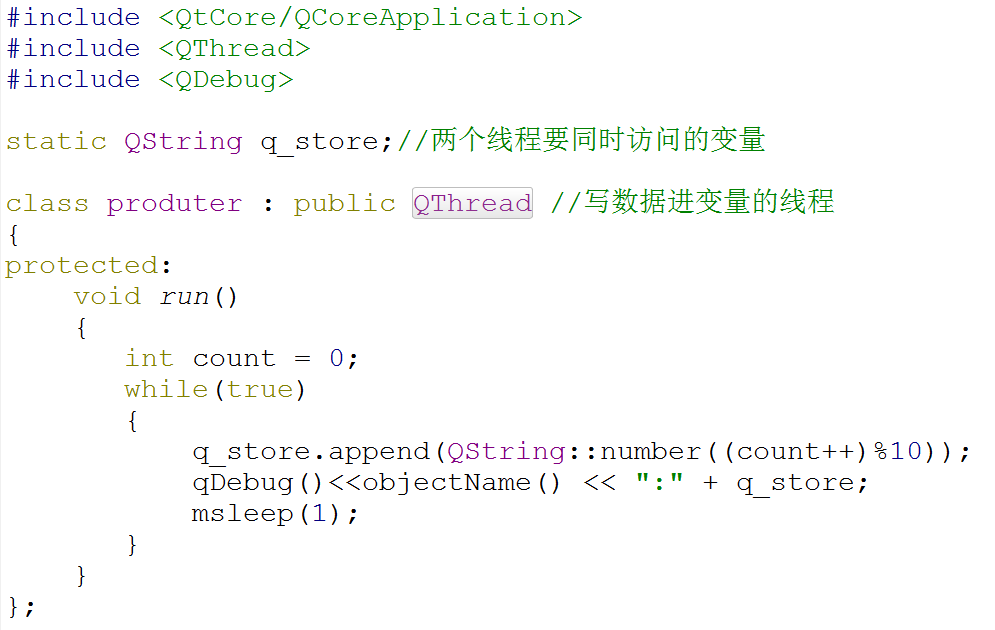 #include <QtCore/QCoreApplication>
#include <QThread>
#include <QDebug>
static QString q_store;//两个线程要同时访问的变量
class produter : public QThread //写数据进变量的线程
{
protected:
    void run()
    {
       int count = 0;
       while(true)
       {
           q_store.append(QString::number((count++)%10));
           qDebug()<<objectName() << ":" + q_store;
           msleep(1);
       }
    }
};